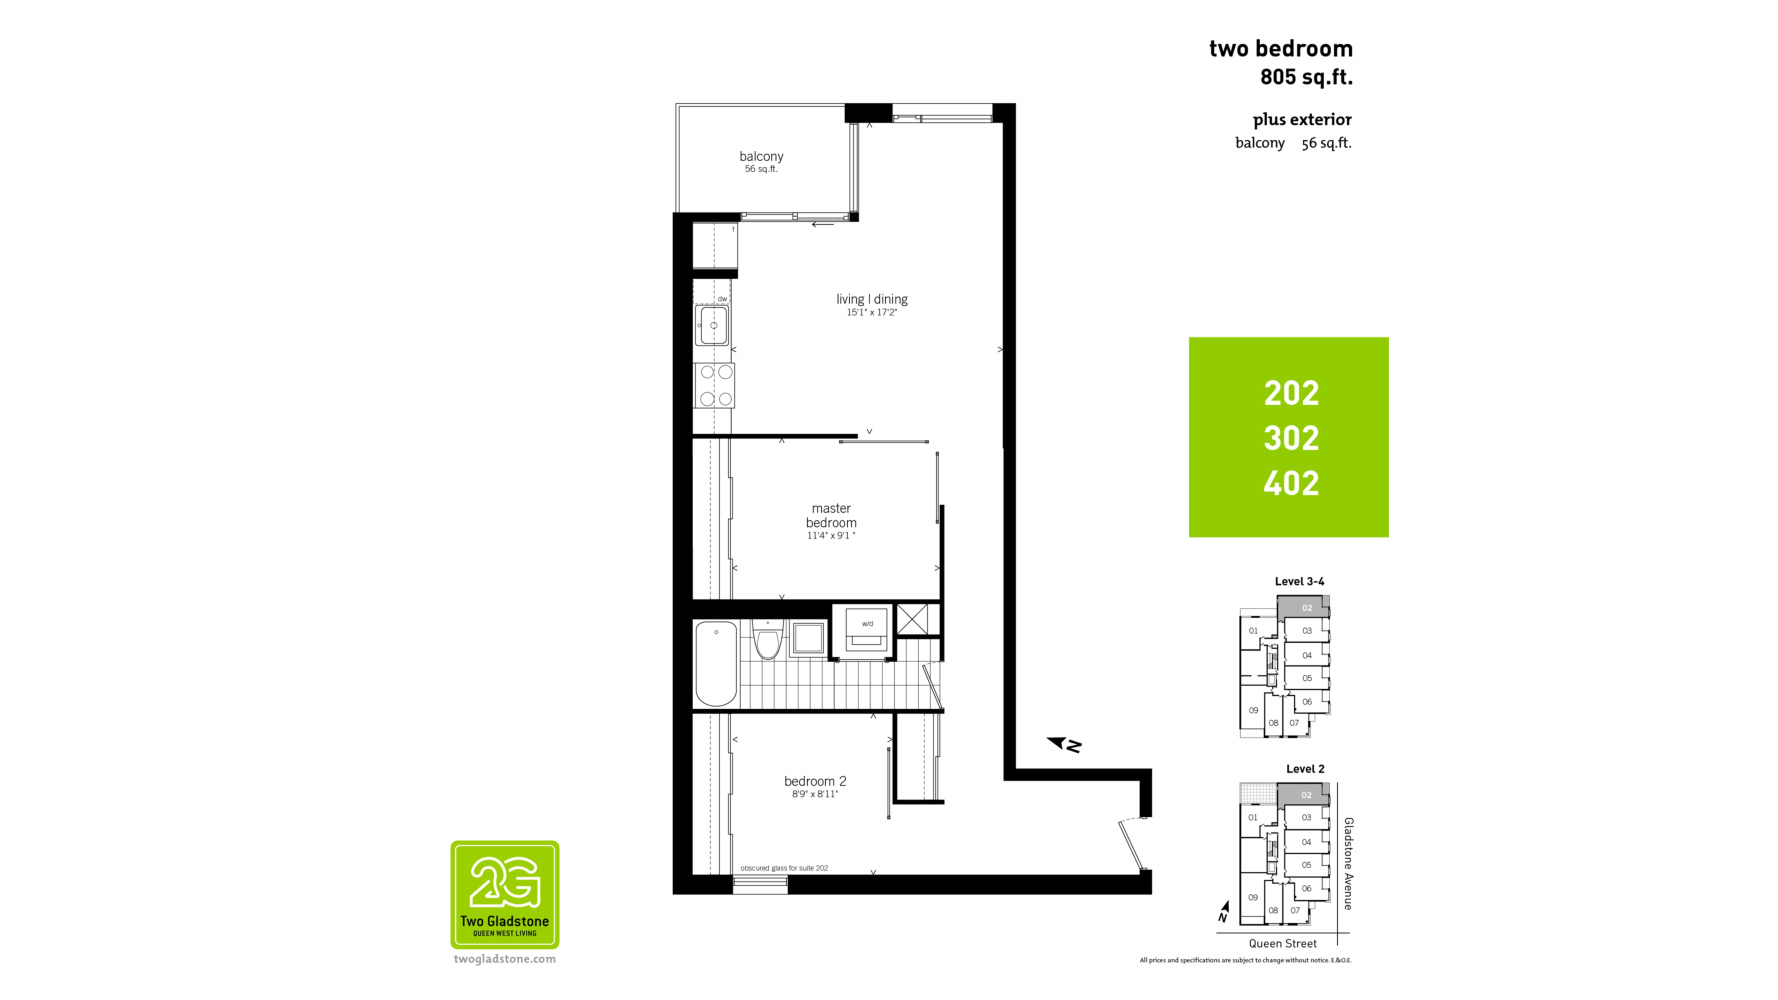 two bedroom
805 sq.ft.
plus exterior
balcony 56 sq.ft.
balcony
56 sq.ft.
f
dw
living | dining
15'1" x 17'2"
master
bedroom
11'4" x 9'1 "
w/d
bedroom 2
8'9" x 8'11"
obscured glass for suite 202
N
202
302
402
Level 3-4
02
01
03
04
05
06
09
08
07
Level 2
02
01
03
04
05
06
09
08
07
N
Gladstone Avenue
Queen Street
All prices and specifications are subject to change without notice. E.&O.E.
2G
Two Gladstone
QUEEN WEST LIVING
twogladstone.com